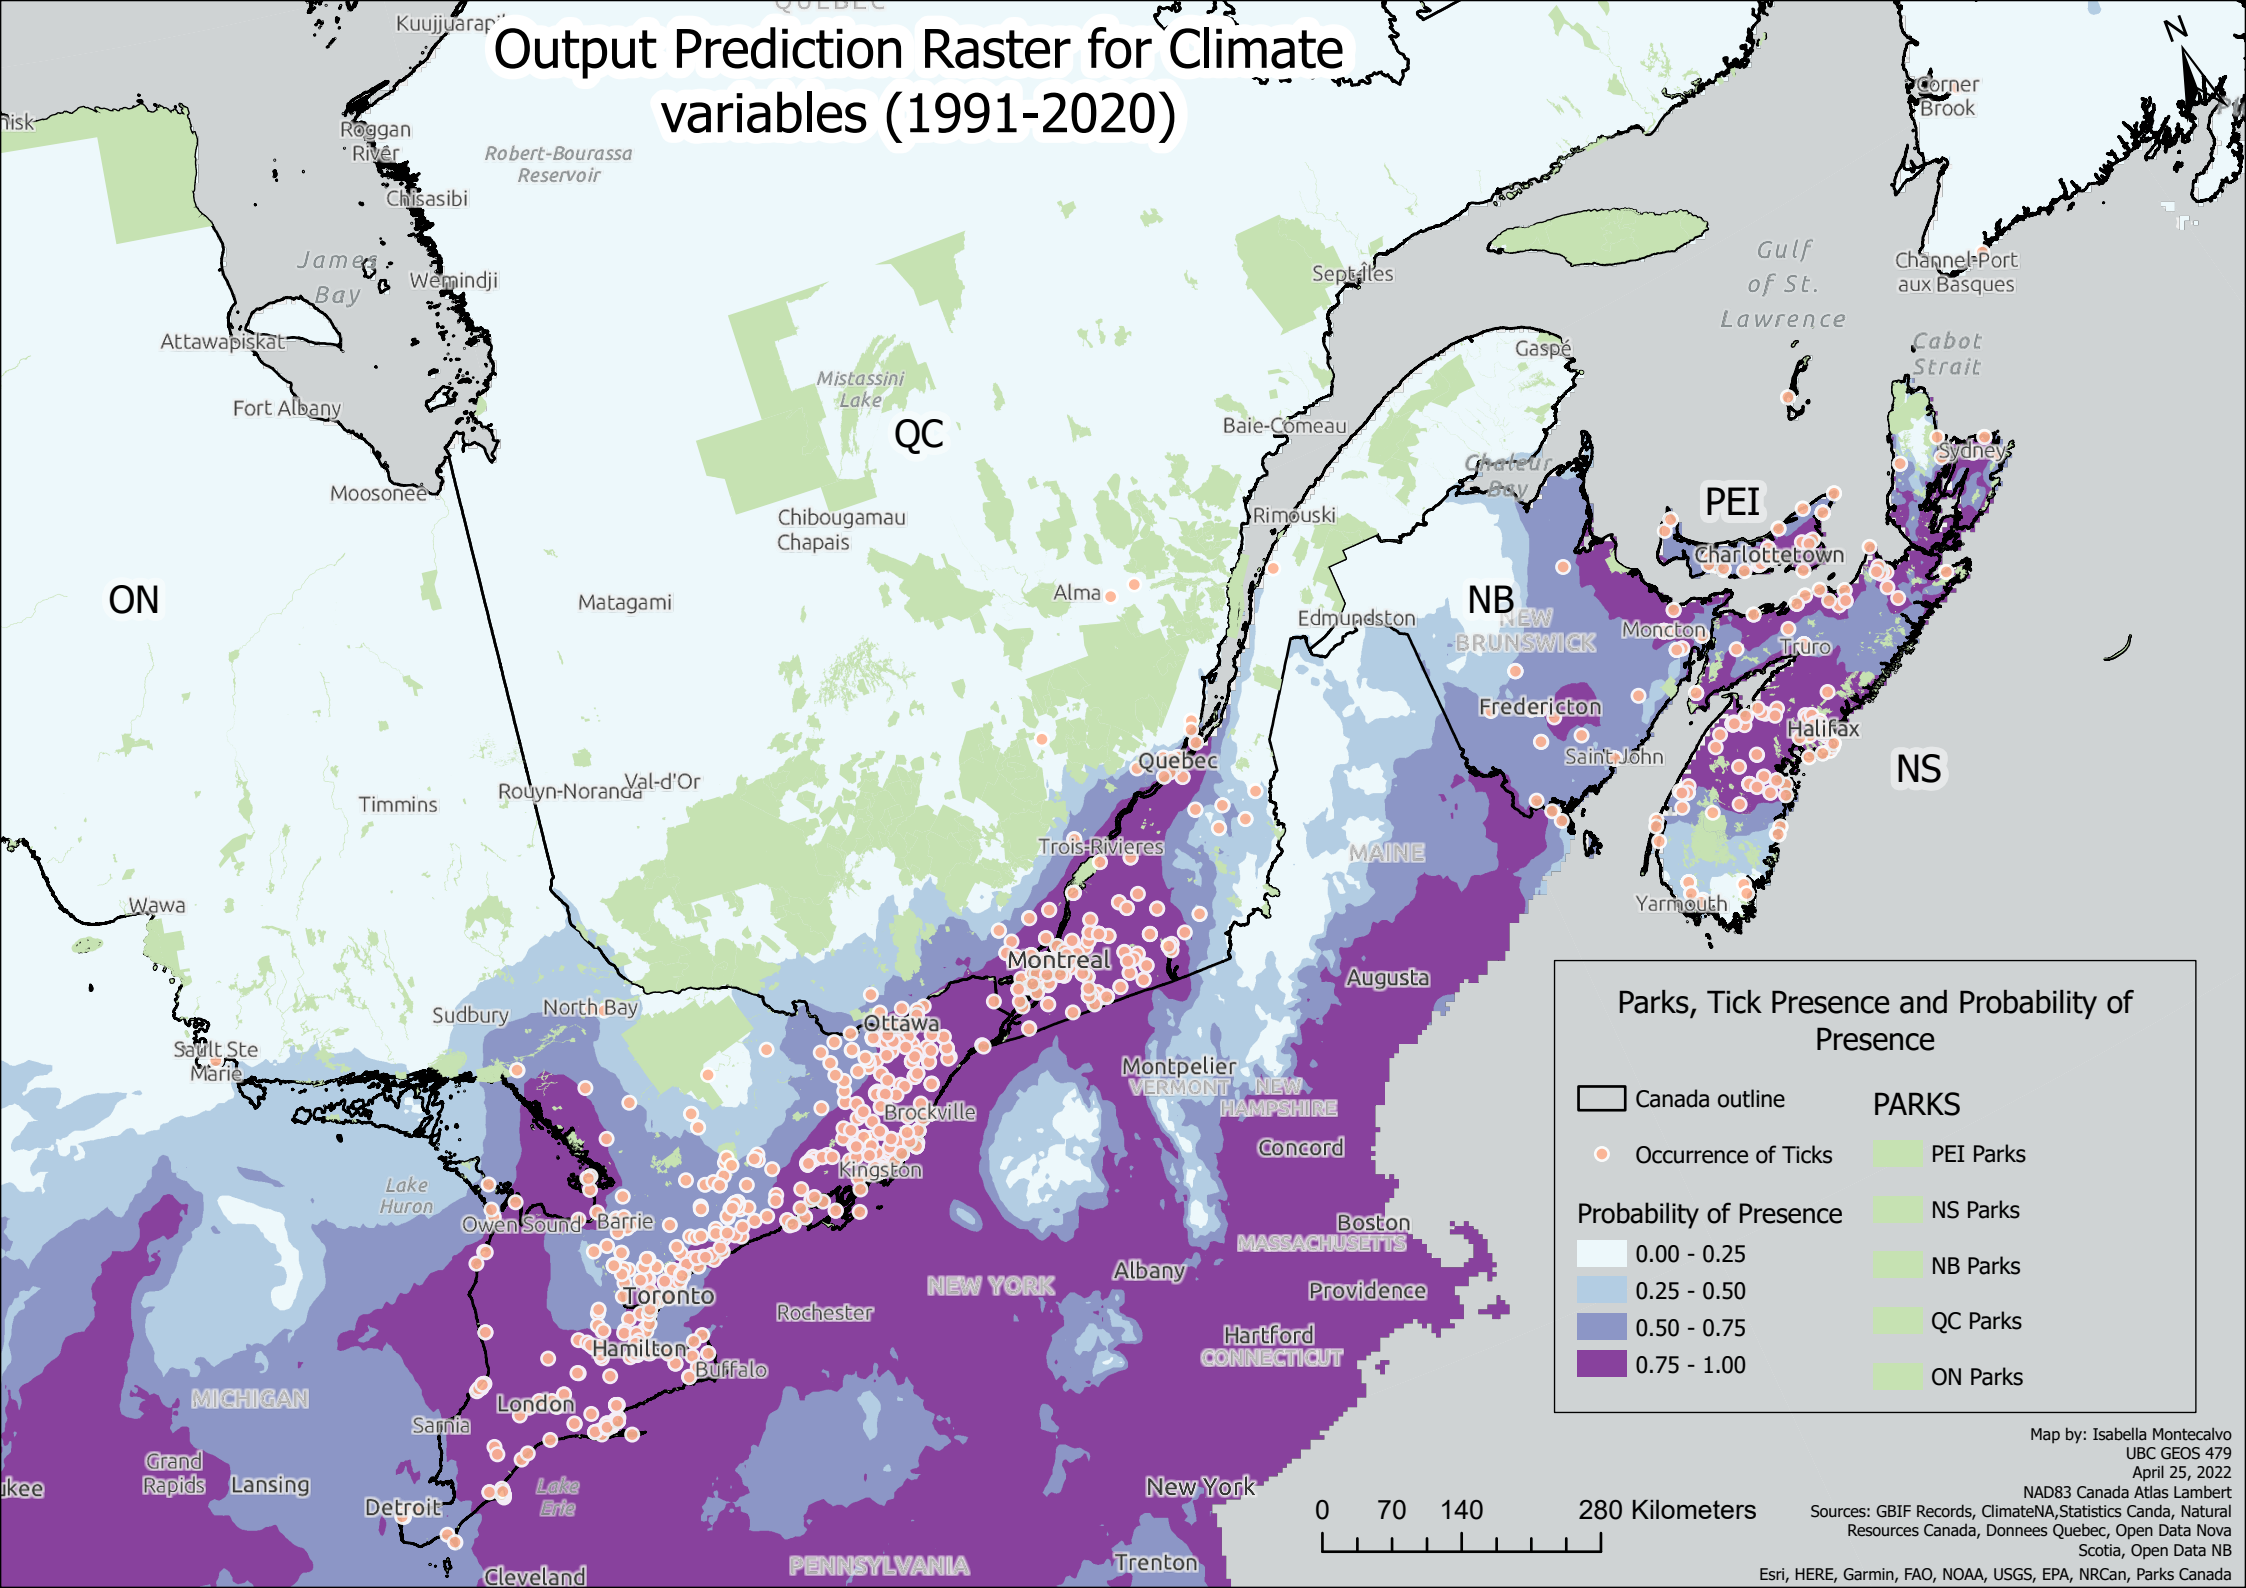 QUEBEC
Kuujjuarapi
Output Prediction Raster for Climate
variables (1991-2020)
N
Corner
Brook
nisk
Roggan
River
Robert-Bourassa
Reservoir
Chisasibi
James
Bay
Wemindji
Sept-Îles
Gulf
of St.
Lawrence
Channel-Port
aux Basques
Attawapiskat
Gaspé
Cabot
Strait
Mistassini
Lake
Fort Albany
QC
Baie-Comeau
Chaleur
Bay
Sydney
Moosonee
PEI
Chibougamau
Chapais
Rimouski
Charlottetown
ON
Matagami
Alma
NB
Edmundston
NEW
BRUNSWICK
Moncton
Truro
Fredericton
Halifax
Quebec
Saint John
NS
Val-d'Or
Rouyn-Noranda
Timmins
Trois-Rivieres
MAINE
Wawa
Yarmouth
Montreal
Augusta
North Bay
Sudbury
Ottawa
Sault Ste
Marie
Montpelier
VERMONT
NEW
HAMPSHIRE
Brockville
Concord
Kingston
Lake
Huron
Owen Sound
Barrie
Boston
MASSACHUSETTS
Albany
NEW YORK
Toronto
Rochester
Providence
Hartford
CONNECTICUT
Hamilton
Buffalo
MICHIGAN
London
Sarnia
Grand
Rapids
Lansing
ukee
Detroit
Lake
Erie
New York
PENNSYLVANIA
Trenton
Cleveland
Parks, Tick Presence and Probability of
Presence
Canada outline
Occurrence of Ticks
Probability of Presence
0.00 - 0.25
0.25 - 0.50
0.50 - 0.75
0.75 - 1.00
PARKS
PEI Parks
NS Parks
NB Parks
QC Parks
ON Parks
0 70 140 280 Kilometers
Map by: Isabella Montecalvo
UBC GEOS 479
April 25, 2022
NAD83 Canada Atlas Lambert
Sources: GBIF Records, ClimateNA,Statistics Canda, Natural
Resources Canada, Donnees Quebec, Open Data Nova
Scotia, Open Data NB
Esri, HERE, Garmin, FAO, NOAA, USGS, EPA, NRCan, Parks Canada